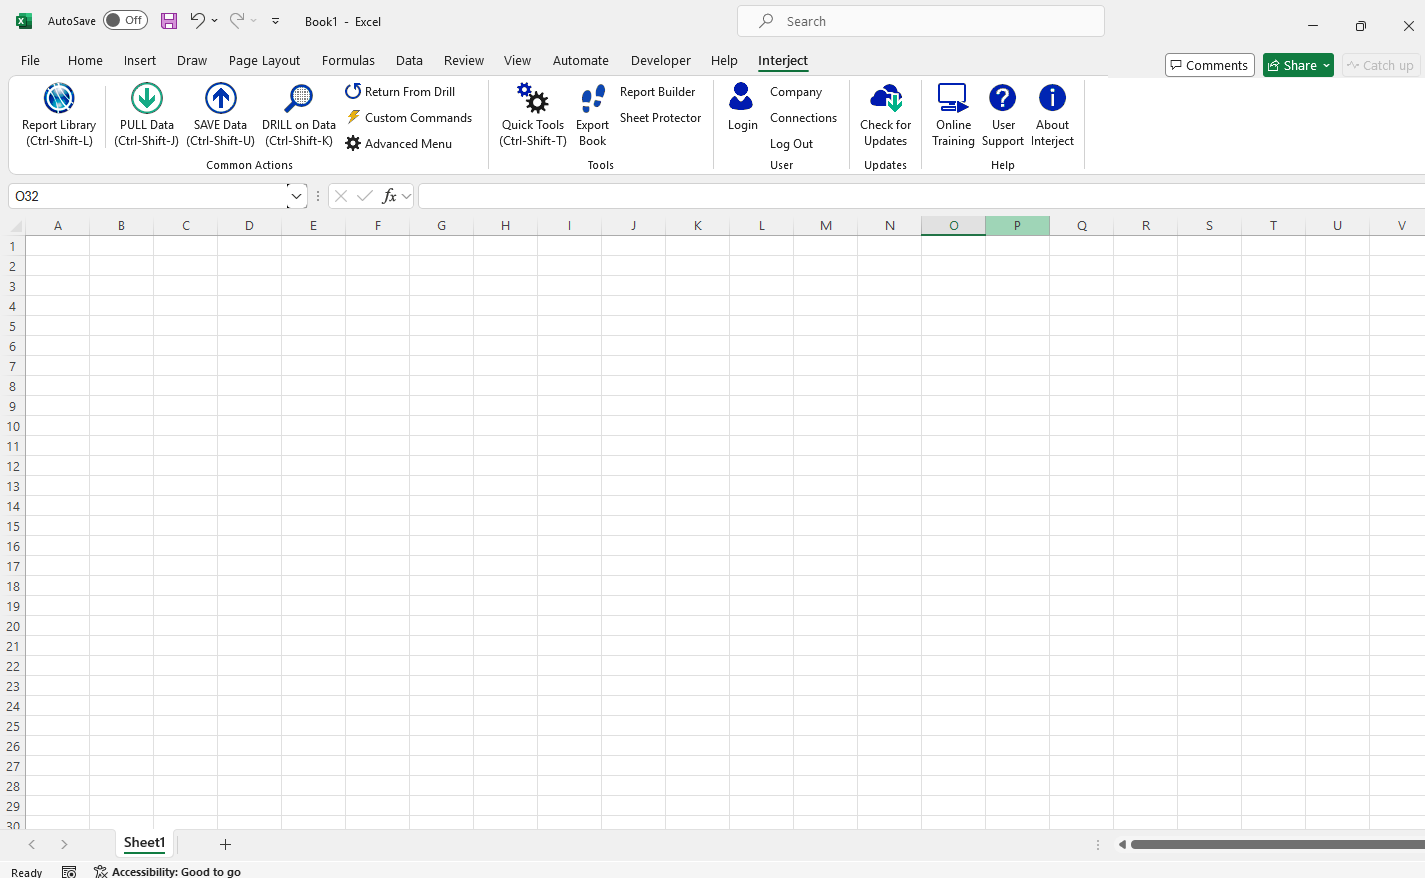 AutoSave Off Book1 - Excel Search
File Home Insert Draw Page Layout Formulas Data Review View Automate Developer Help Interject Comments Share Catch up
Report Library
(Ctrl-Shift-L)
PULL Data
(Ctrl-Shift-J)
SAVE Data
(Ctrl-Shift-U)
DRILL on Data
(Ctrl-Shift-K)
Return From Drill
Custom Commands
Advanced Menu
Common Actions
Quick Tools
(Ctrl-Shift-T)
Export
Book
Report Builder
Sheet Protector
Tools
Login
Company
Connections
Log Out
User
Check for
Updates
Updates
Online
Training
User
Support
About
Interject
Help
O32 fx
A B C D E F G H I J K L M N O P Q R S T U V
1
2
3
4
5
6
7
8
9
10
11
12
13
14
15
16
17
18
19
20
21
22
23
24
25
26
27
28
29
30
Sheet1
Ready Accessibility: Good to go